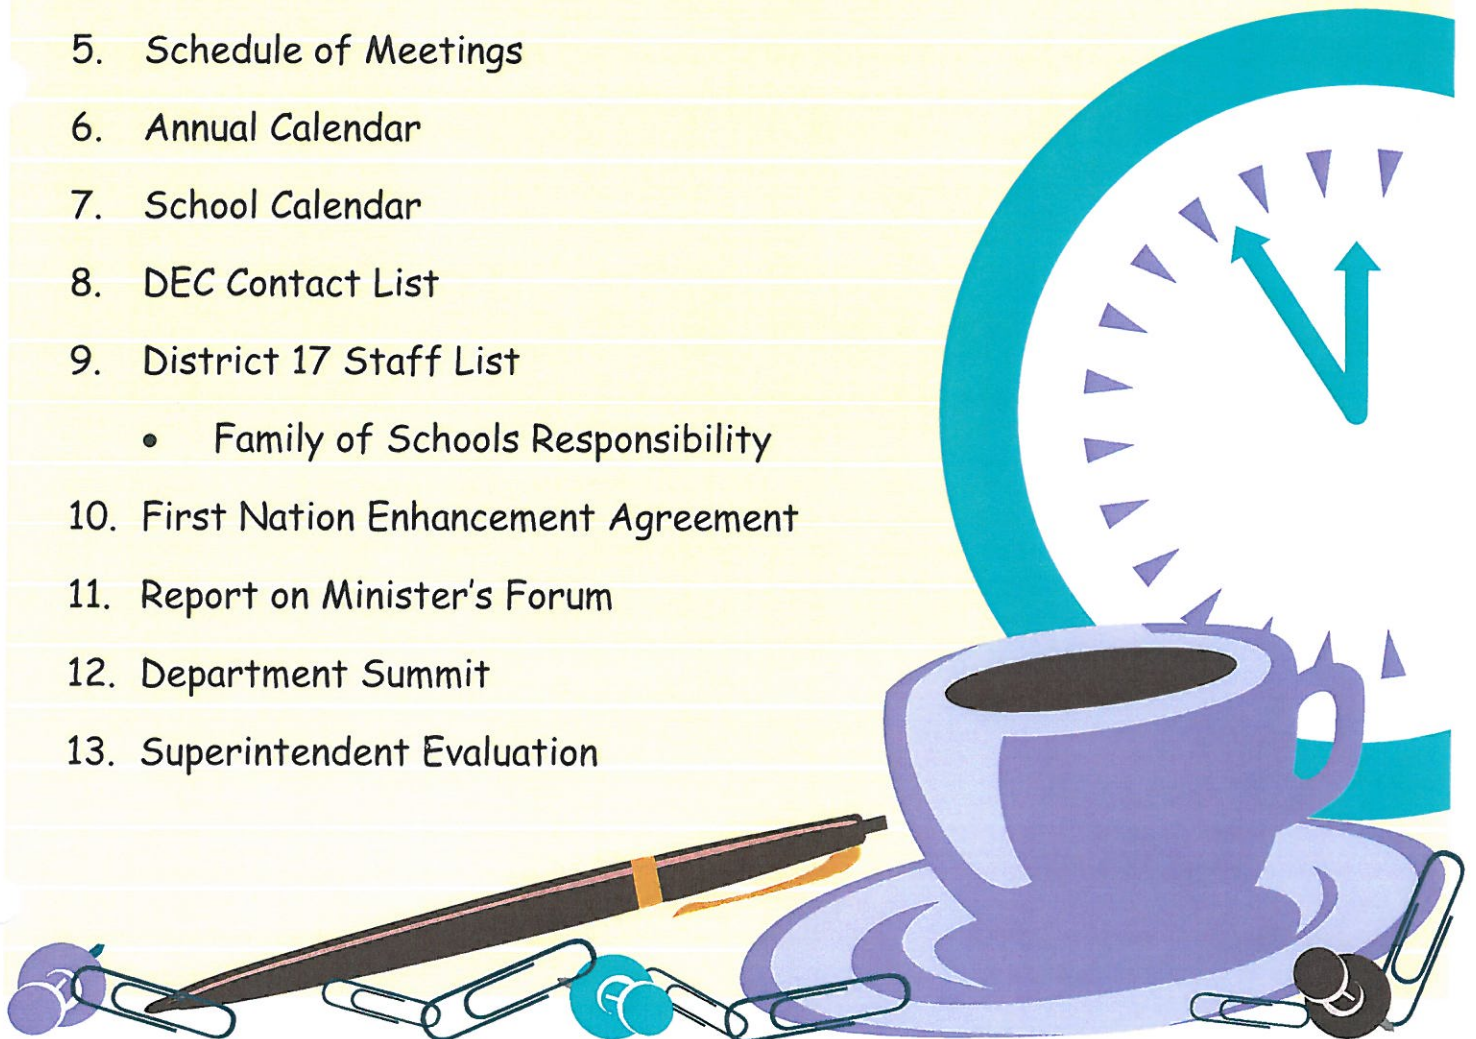 5. Schedule of Meetings
6. Annual Calendar
7. School Calendar
8. DEC Contact List
9. District 17 Staff List
• Family of Schools Responsibility
10. First Nation Enhancement Agreement
11. Report on Minister's Forum
12. Department Summit
13. Superintendent Evaluation